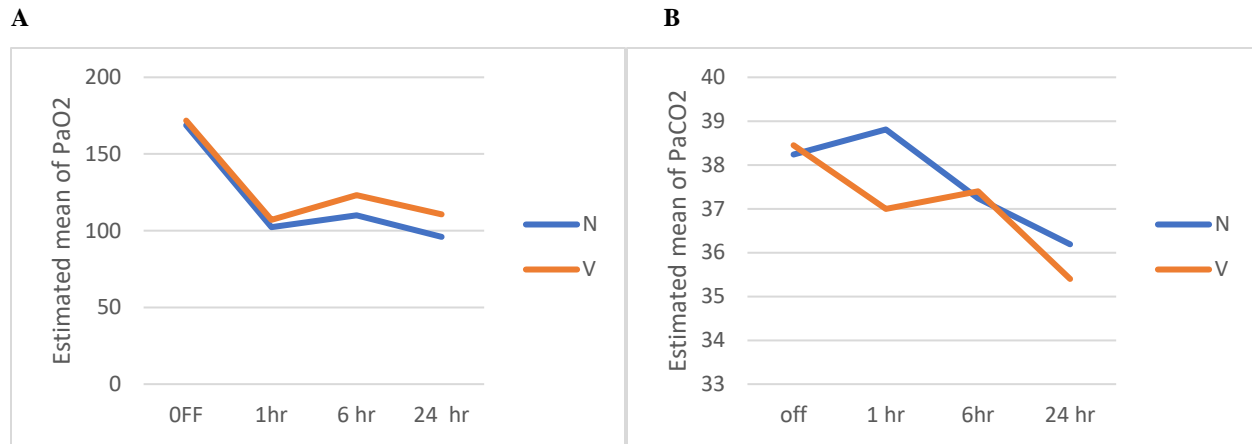 A
B
Estimated mean of PaO2
200
150
100
50
0
0FF
1hr
6 hr
24 hr
N
V
Estimated mean of PaCO2
40
39
38
37
36
35
34
33
off
1 hr
6hr
24 hr
N
V